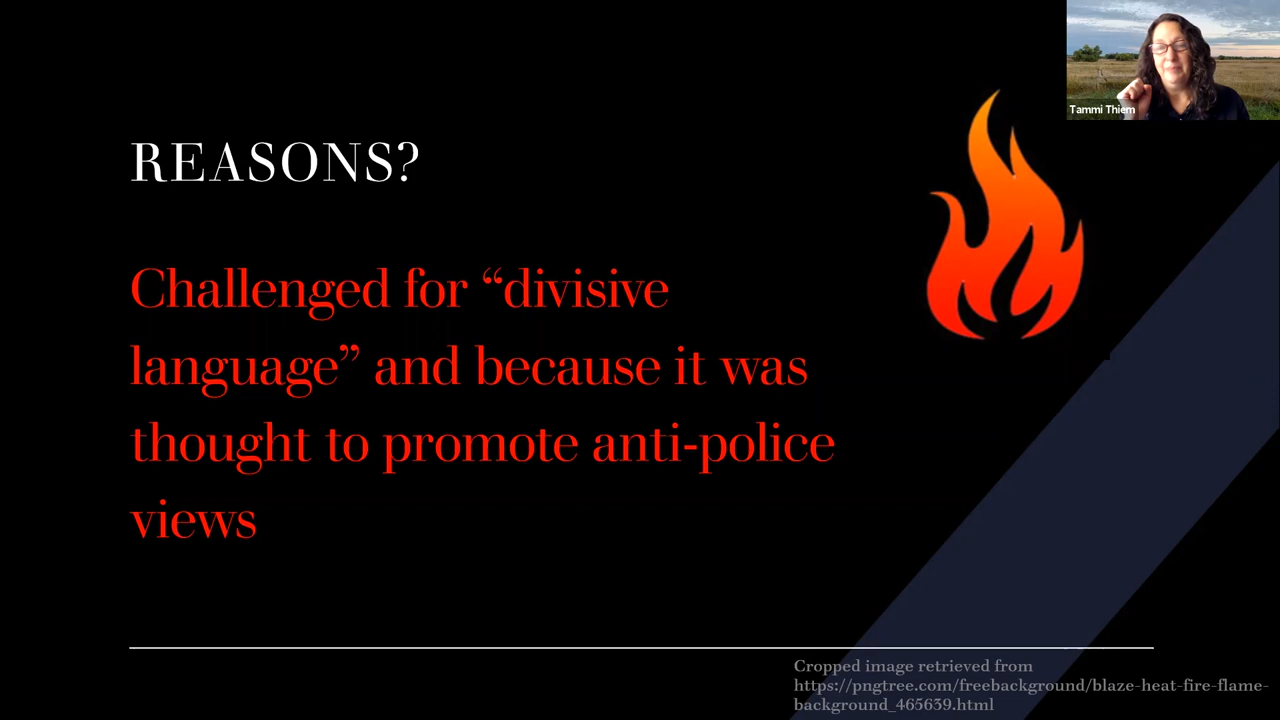 Tammi Thiem
REASONS?
Challenged for “divisive
language” and because it was
thought to promote anti-police
views
Cropped image retrieved from
https://pngtree.com/freebackground/blaze-heat-fire-flame-
background_465639.html